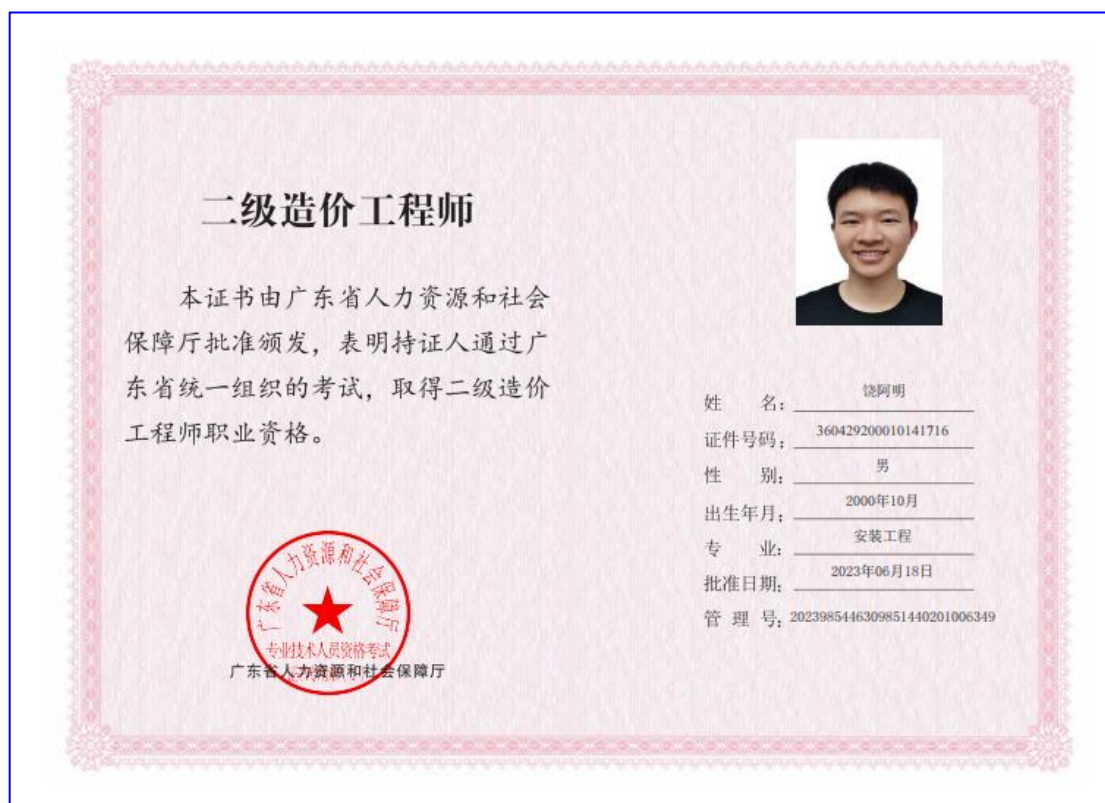 二级造价工程师
本证书由广东省人力资源和社会
保障厅批准颁发，表明持证人通过广
东省统一组织的考试，取得二级造价
工程师职业资格。
广东省人力资源和社会保障厅
专业技术人员资格考试
广东省人力资源和社会保障厅
姓 名：饶阿明
证件号码：360429200010141716
性 别：男
出生年月：2000年10月
专 业：安装工程
批准日期：2023年06月18日
管 理 号：2023985446309851440201006349